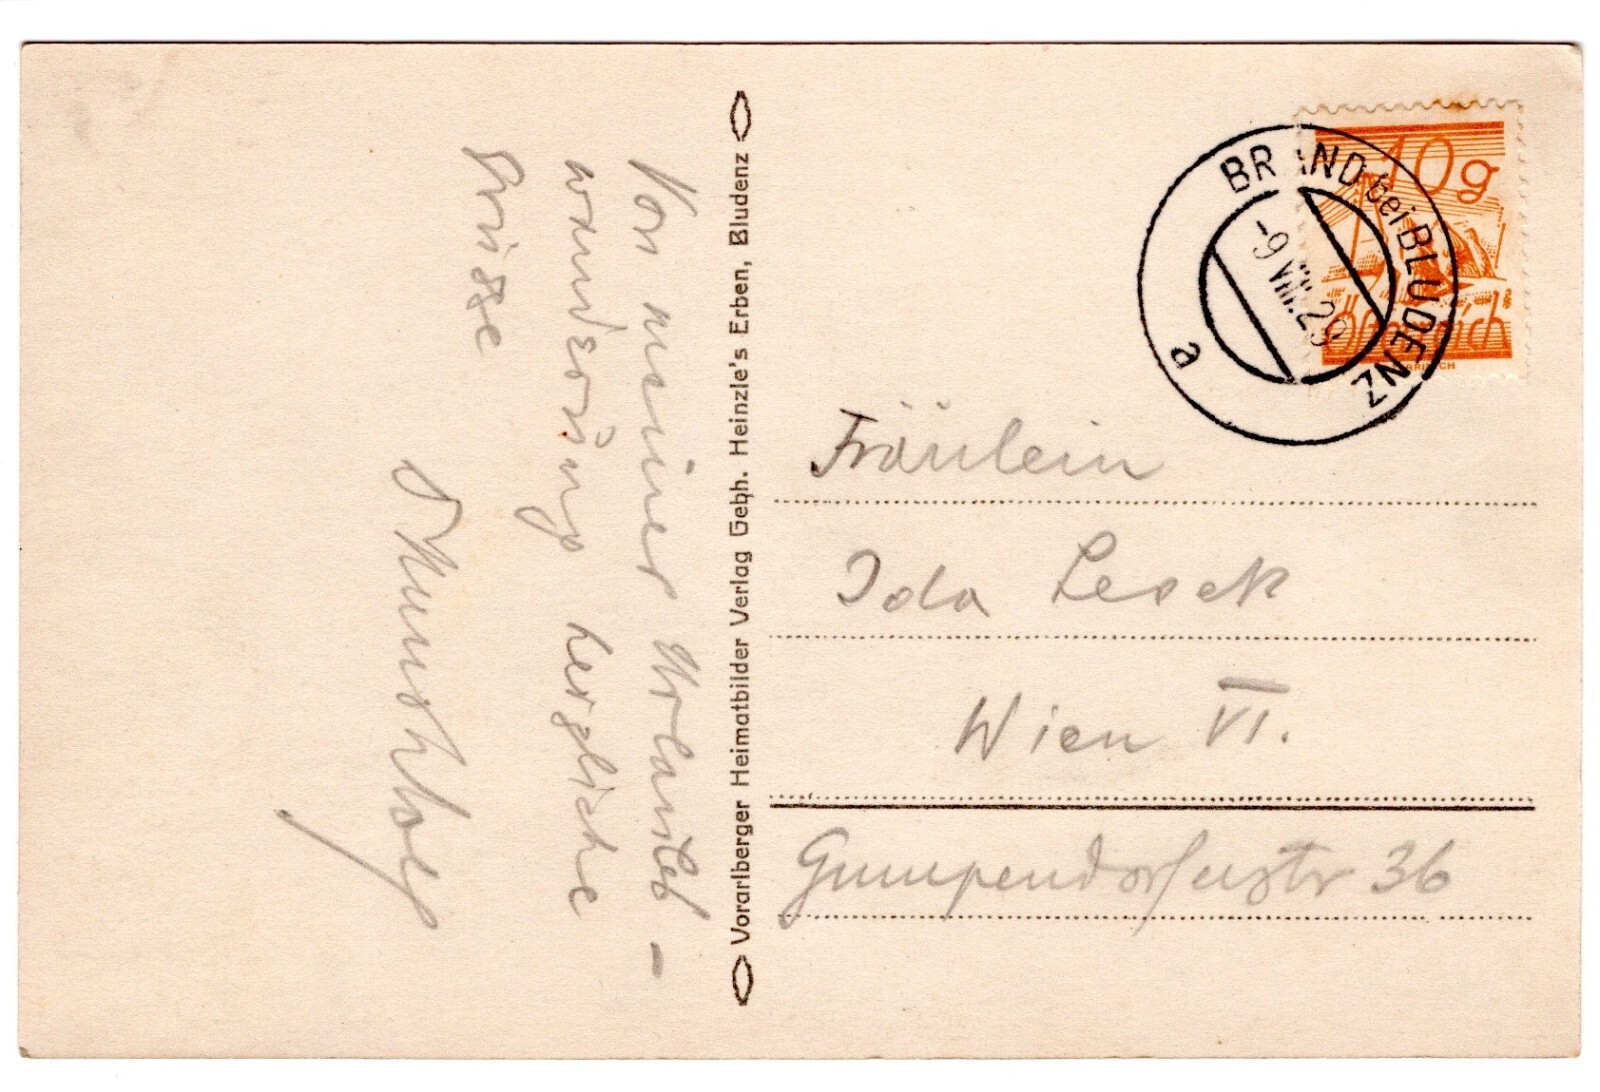 Von meiner Urlaubs-
wanderung herzliche
Grüsse
Vorarlberger Heimatbilder Verlag Gebh. Heinzle's Erben, Bludenz
10g
Österreich
BRAND bei BLUDENZ
-9.VIII.29
a
Fräulein
Ida Leock
Wien VI.
Gumpendorferstr 36